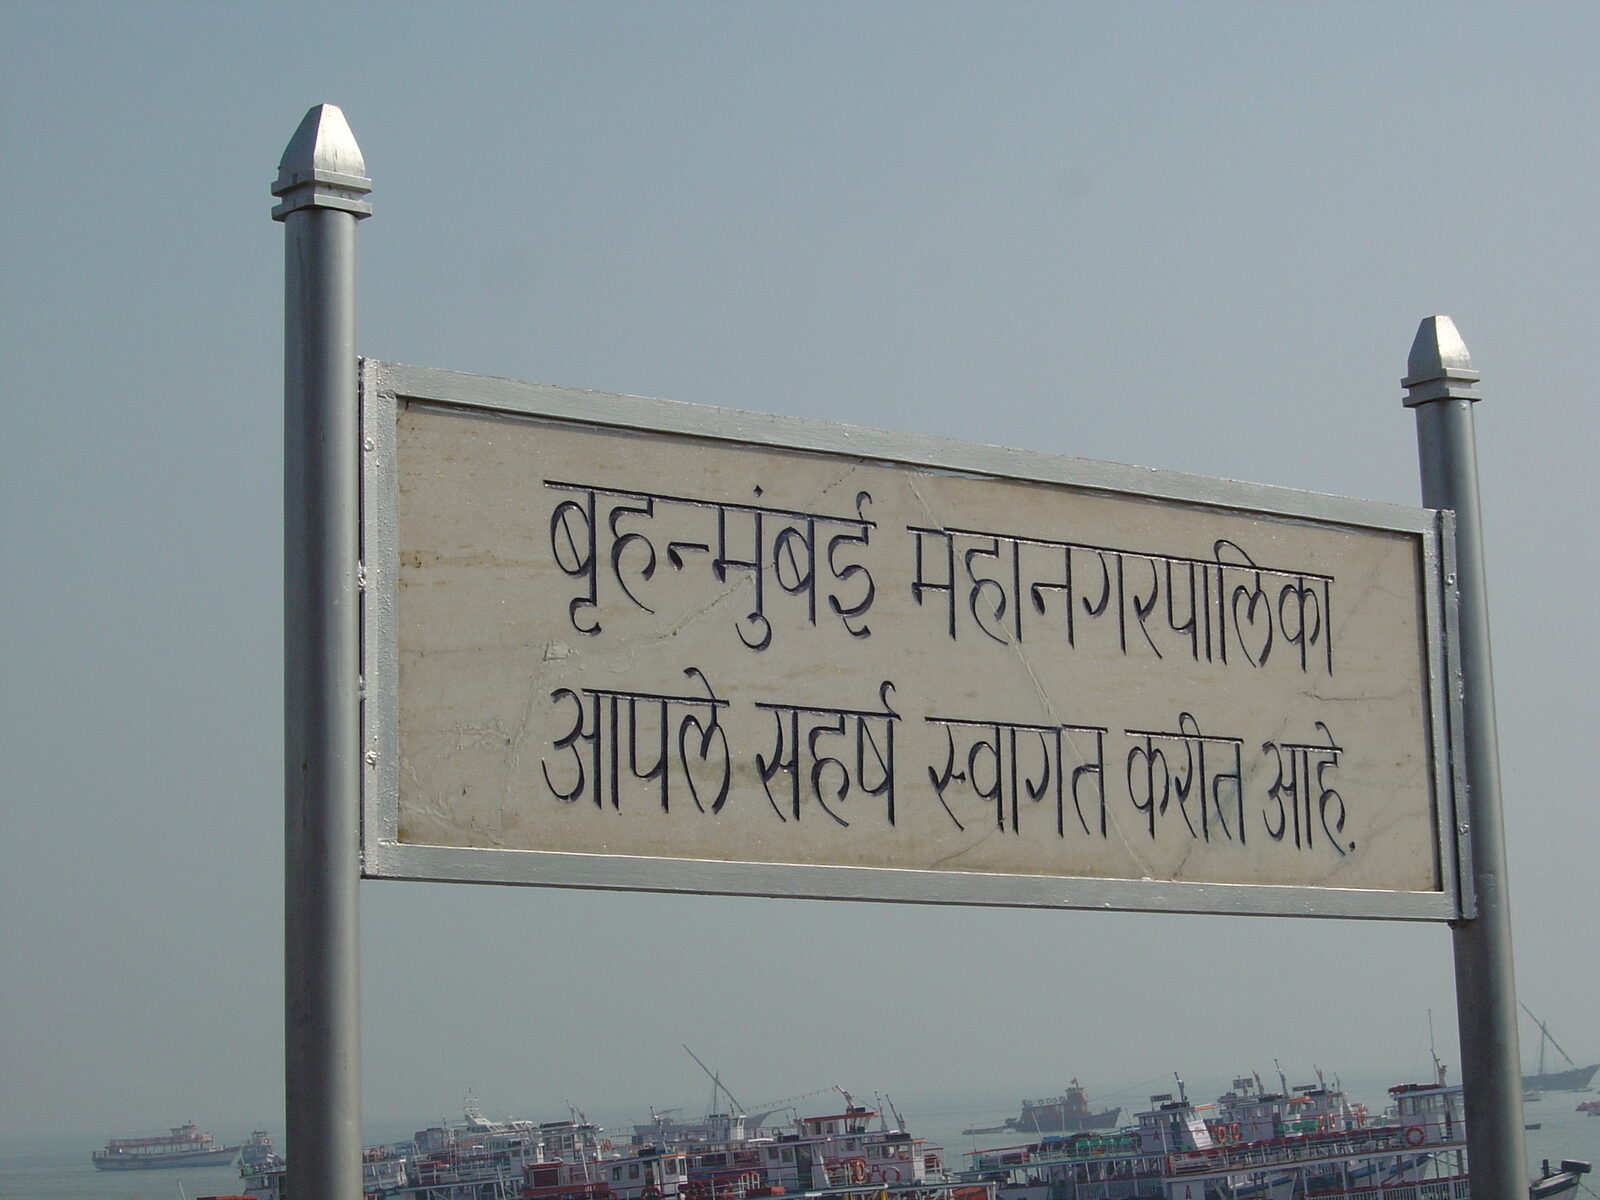 बृहन्मुंबई महानगरपालिका
आपले सहर्ष स्वागत करीत आहे.